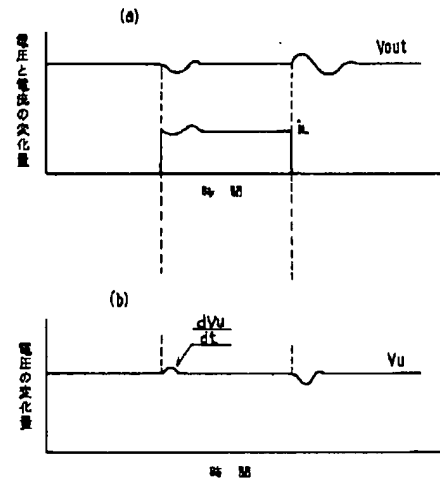 (a)
電圧と電流の変化量
Vout
iL
時 間
(b)
電圧の変化量
dVu
dt
Vu
時 間